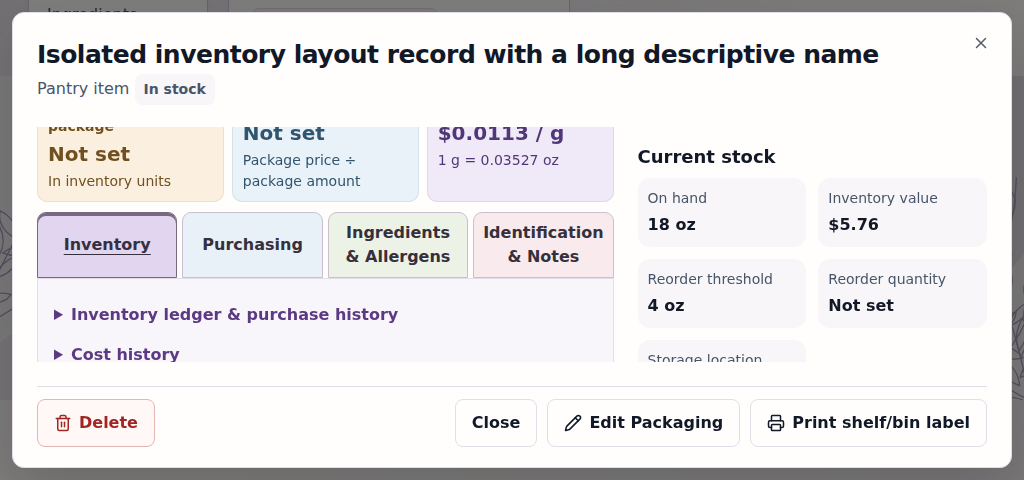 Isolated inventory layout record with a long descriptive name
Pantry item In stock
package
Not set
In inventory units
Not set
Package price ÷
package amount
$0.0113 / g
1 g = 0.03527 oz
Inventory
Purchasing
Ingredients
& Allergens
Identification
& Notes
Inventory ledger & purchase history
Cost history
Current stock
On hand
18 oz
Inventory value
$5.76
Reorder threshold
4 oz
Reorder quantity
Not set
Storage location
Delete
Close
Edit Packaging
Print shelf/bin label